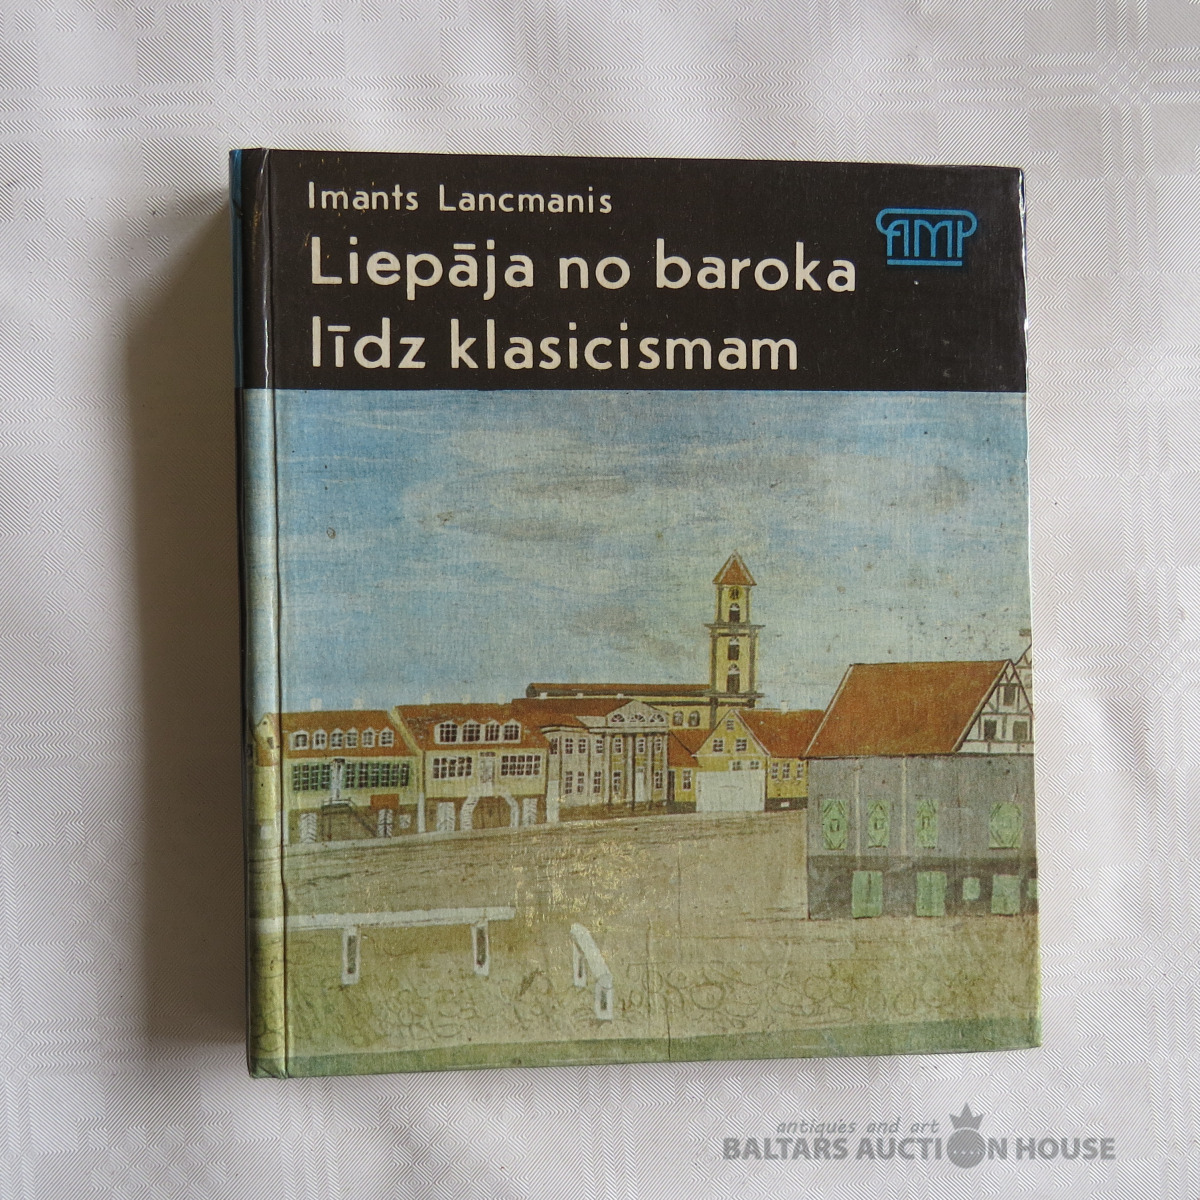 Imants Lancmanis
Liepāja no baroka
līdz klasicismam
AMP
antiques and art
BALTARS AUCTION HOUSE